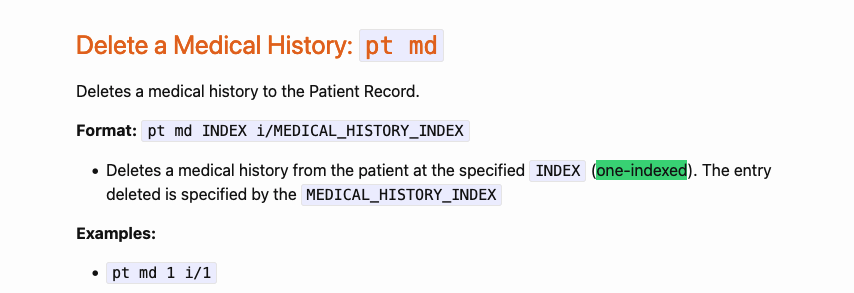 Delete a Medical History: pt md
Deletes a medical history to the Patient Record.
Format: pt md INDEX i/MEDICAL_HISTORY_INDEX
• Deletes a medical history from the patient at the specified INDEX (one-indexed). The entry
deleted is specified by the MEDICAL_HISTORY_INDEX
Examples:
• pt md 1 i/1